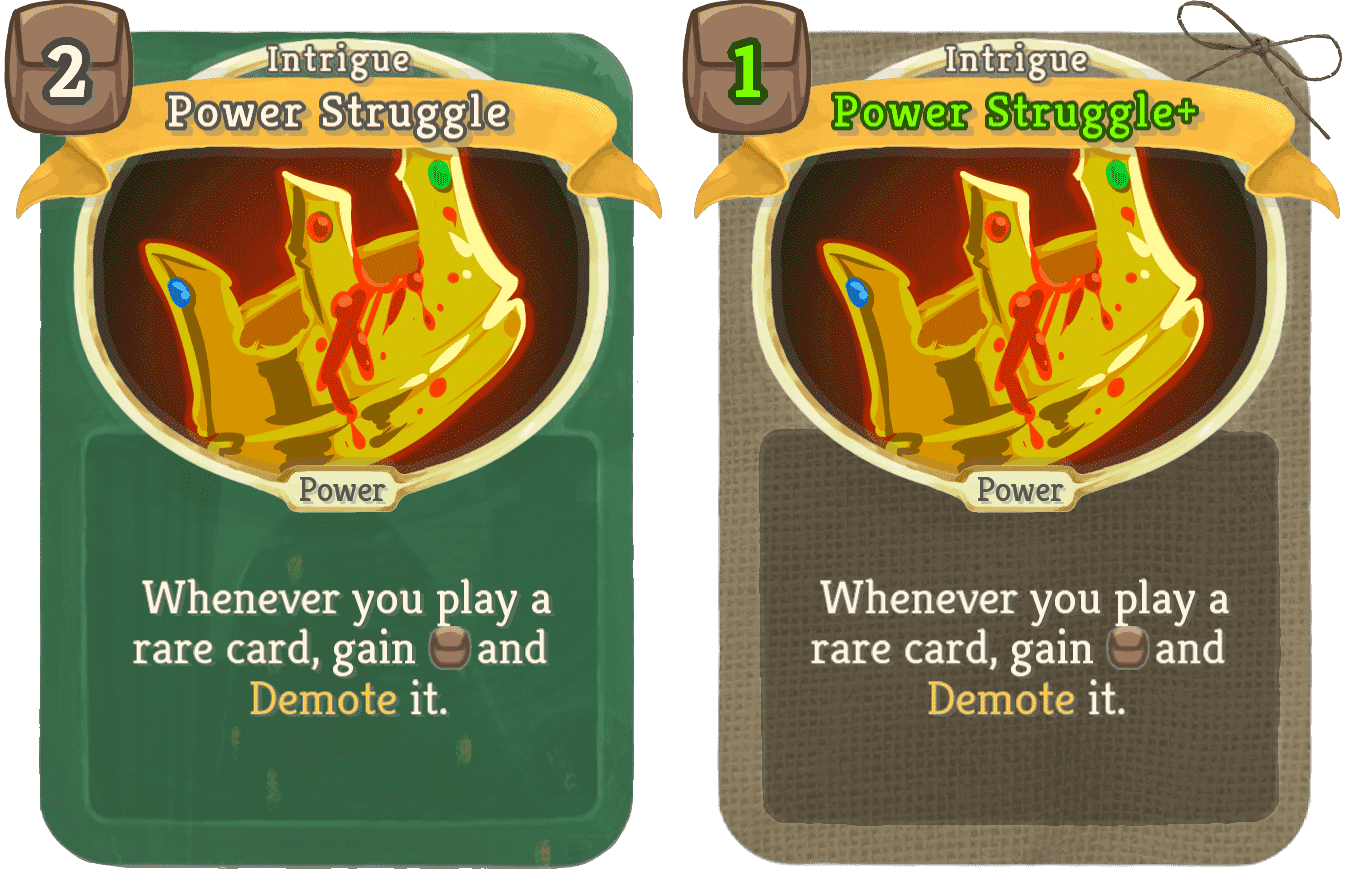 2
Intrigue
Power Struggle
Power
Whenever you play a
rare card, gain and
Demote it.
1
Intrigue
Power Struggle+
Power
Whenever you play a
rare card, gain and
Demote it.